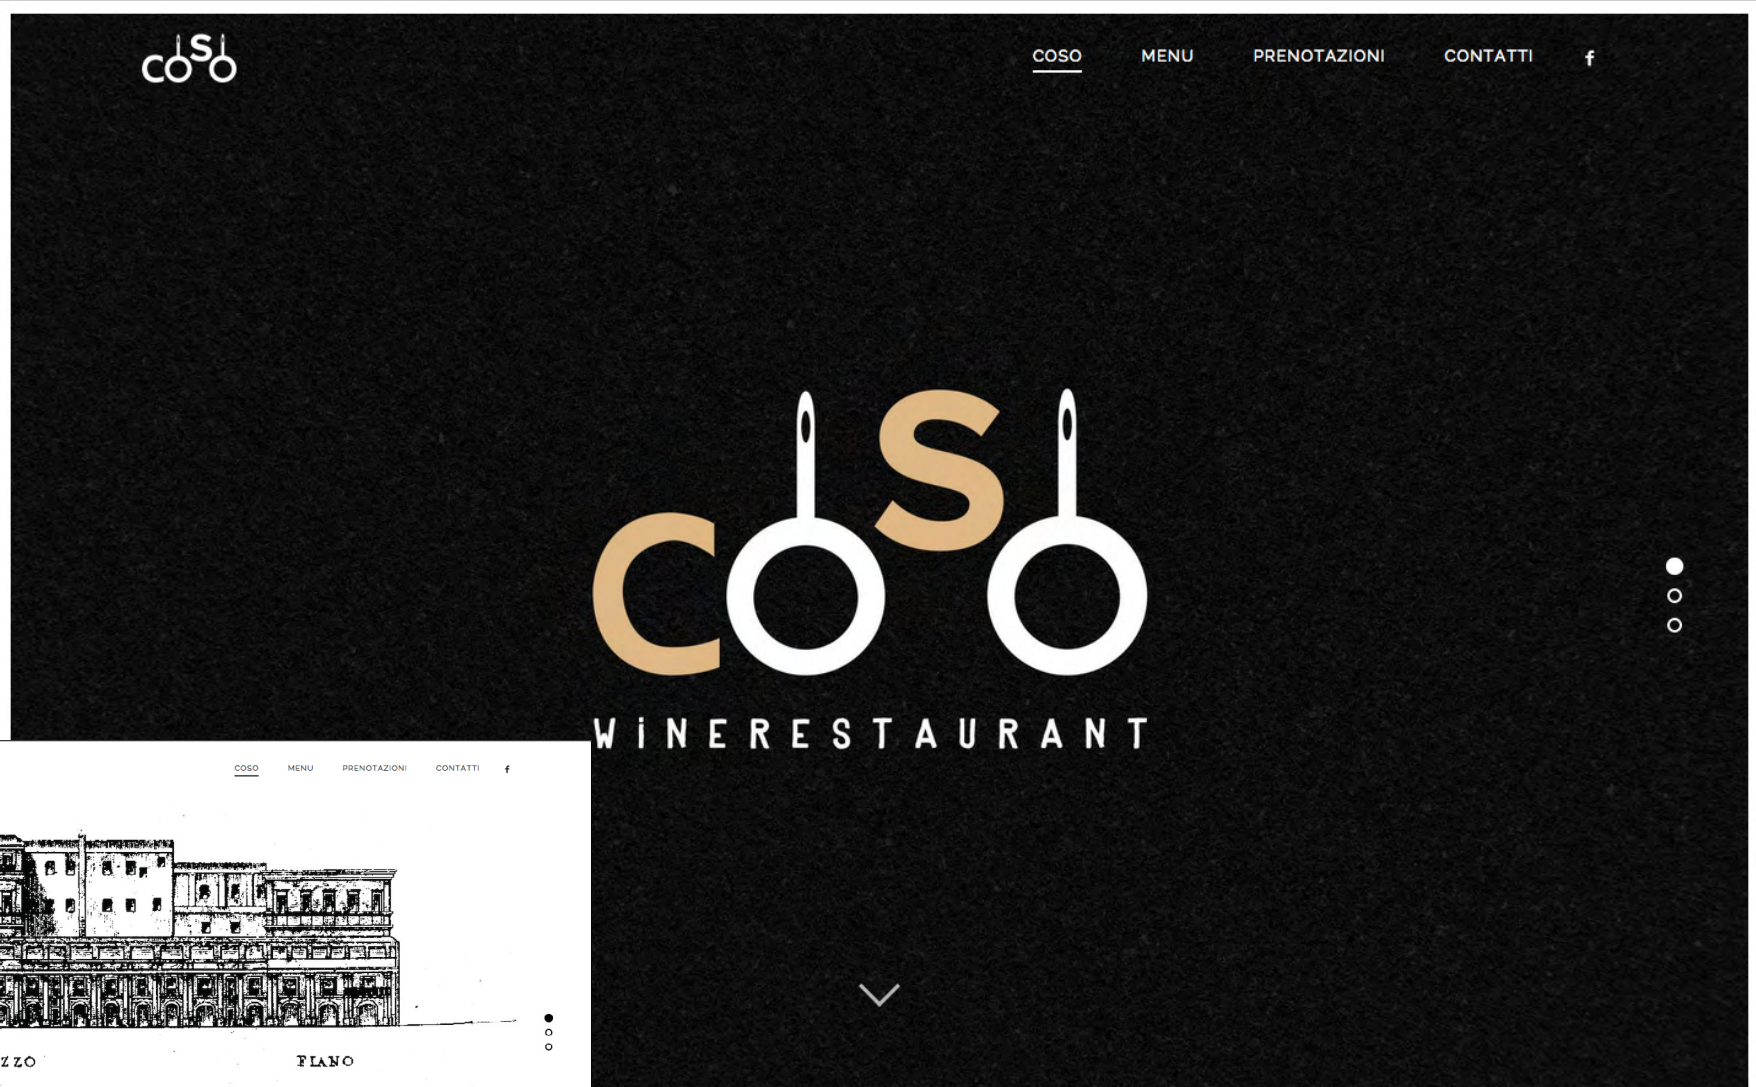 COSO
COSO MENU PRENOTAZIONI CONTATTI f
COSO
WiNERESTAURANT
COSO MENU PRENOTAZIONI CONTATTI f
ZZO FIANO